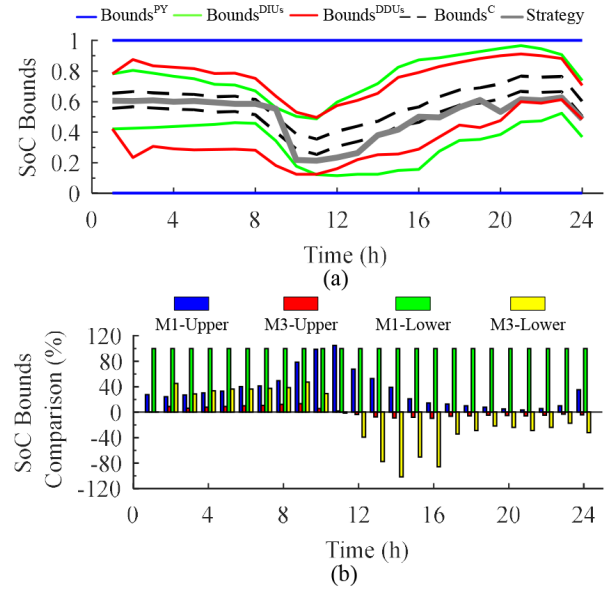 Bounds^PY Bounds^DIUs Bounds^DDUs Bounds^C Strategy
1
0.8
0.6
0.4
0.2
0
SoC Bounds
0 4 8 12 16 20 24
Time (h)
(a)
M1-Upper M3-Upper M1-Lower M3-Lower
120
80
40
0
-40
-80
-120
SoC Bounds
Comparison (%)
0 4 8 12 16 20 24
Time (h)
(b)